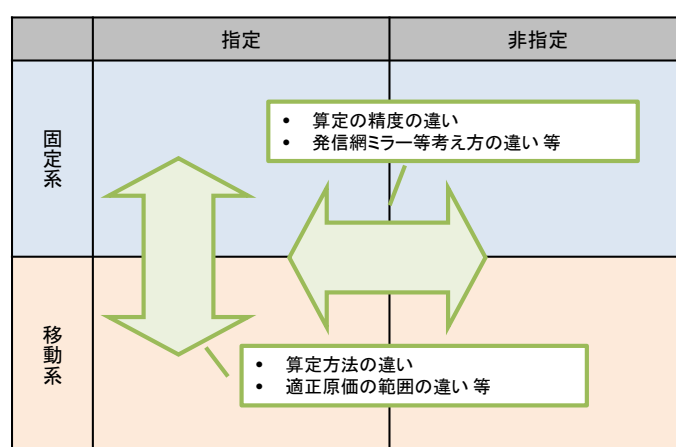 指定
非指定
固定系
• 算定の精度の違い
• 発信網ミラー等考え方の違い 等
移動系
• 算定方法の違い
• 適正原価の範囲の違い 等